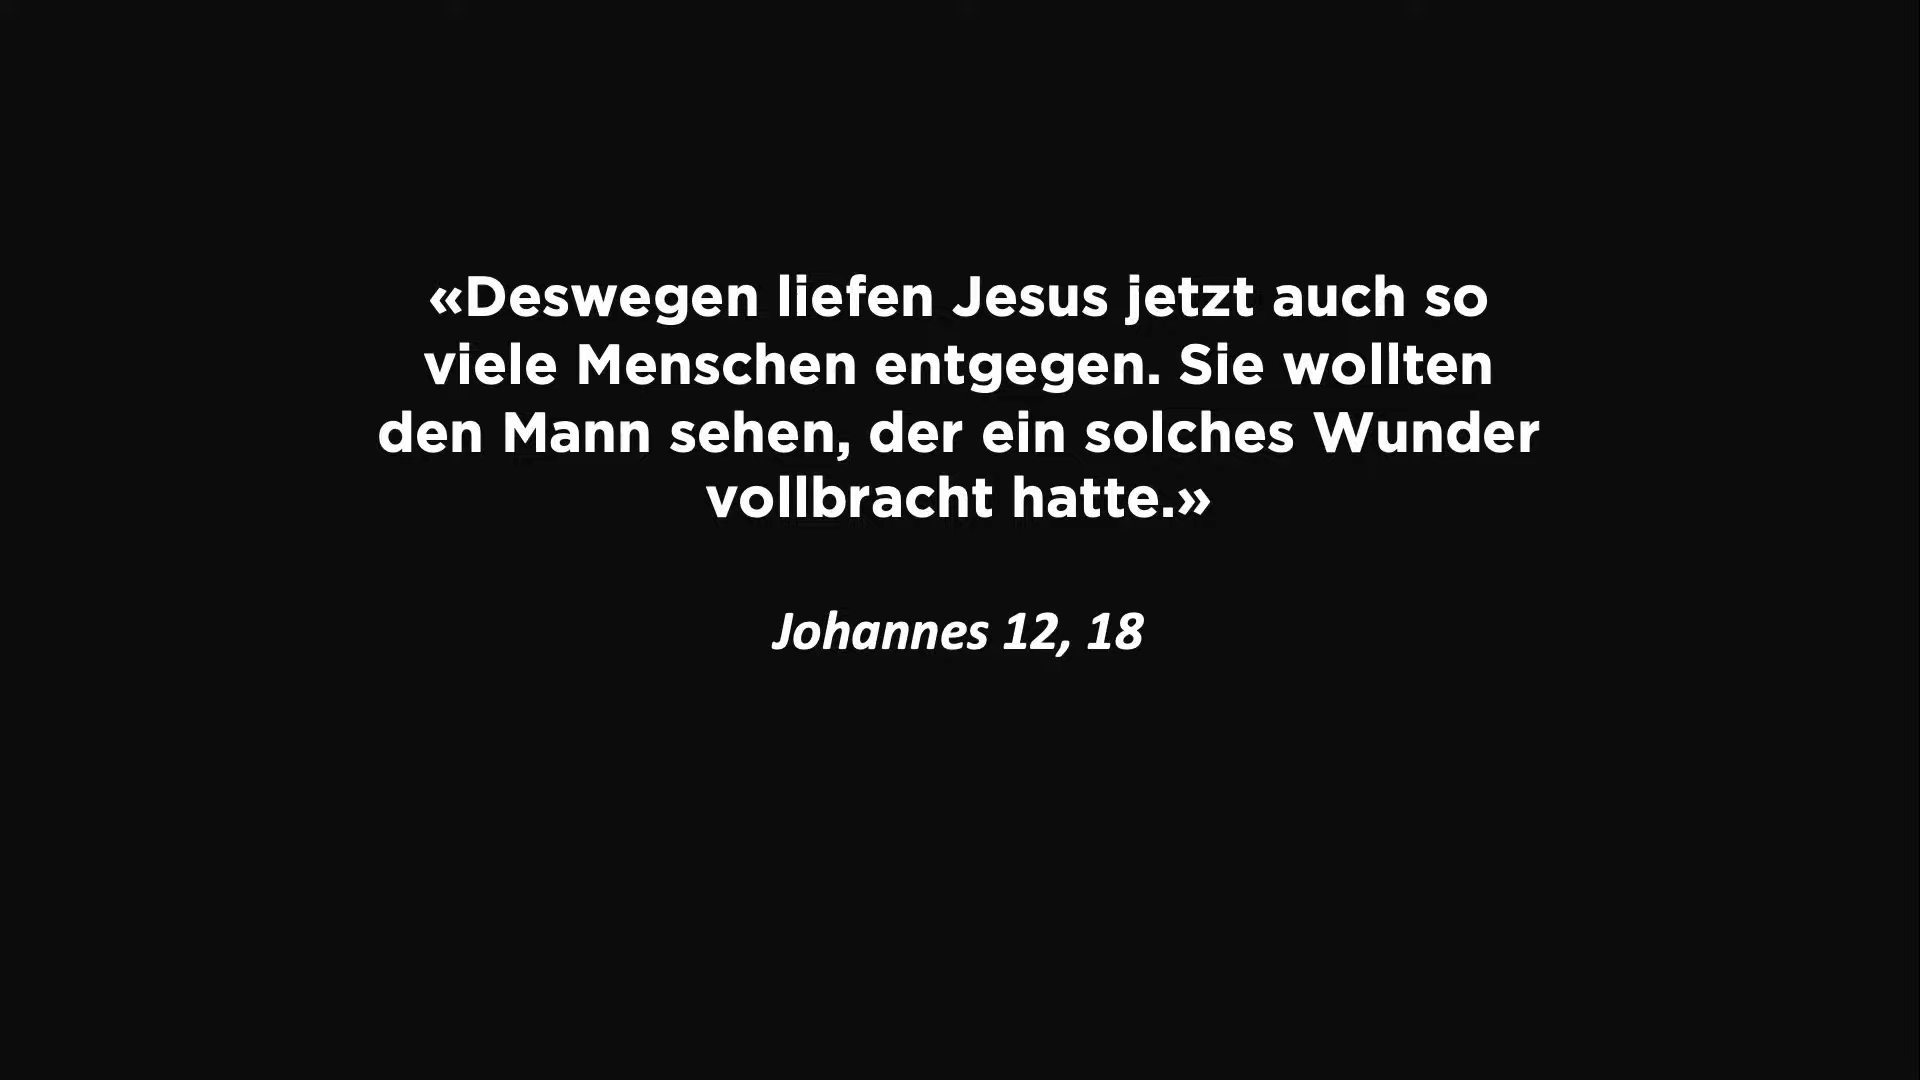 «Deswegen liefen Jesus jetzt auch so
viele Menschen entgegen. Sie wollten
den Mann sehen, der ein solches Wunder
vollbracht hatte.»
Johannes 12, 18